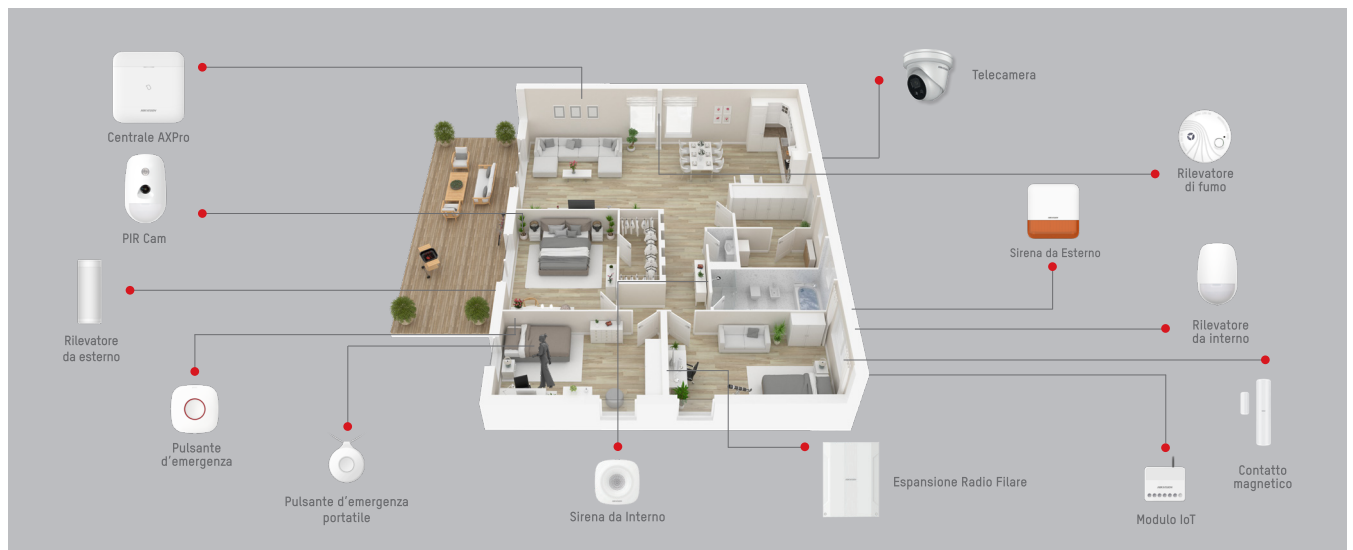 Centrale AXPro
PIR Cam
Rilevatore
da esterno
Pulsante
d'emergenza
Pulsante d'emergenza
portatile
Sirena da Interno
Espansione Radio Filare
Telecamera
Rilevatore
di fumo
Sirena da Esterno
Rilevatore
da interno
Contatto
magnetico
Modulo IoT